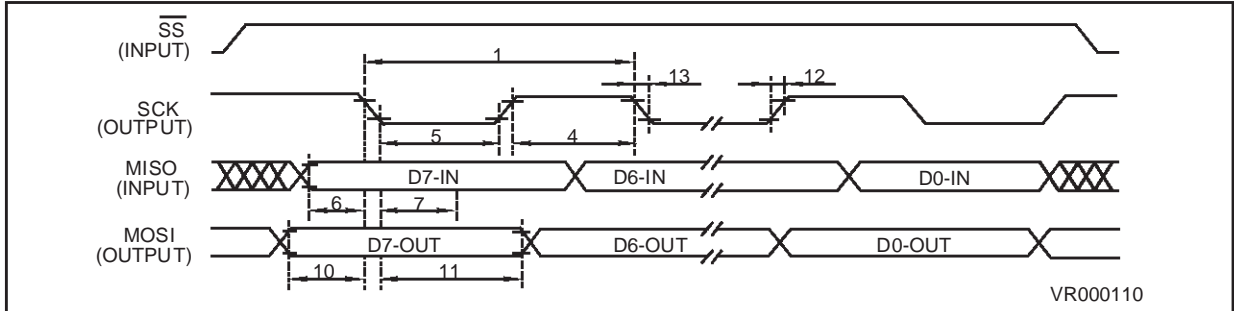 SS
(INPUT)
1
13
12
SCK
(OUTPUT)
5
4
MISO
(INPUT)
D7-IN
D6-IN
D0-IN
6
7
MOSI
(OUTPUT)
D7-OUT
D6-OUT
D0-OUT
10
11
VR000110